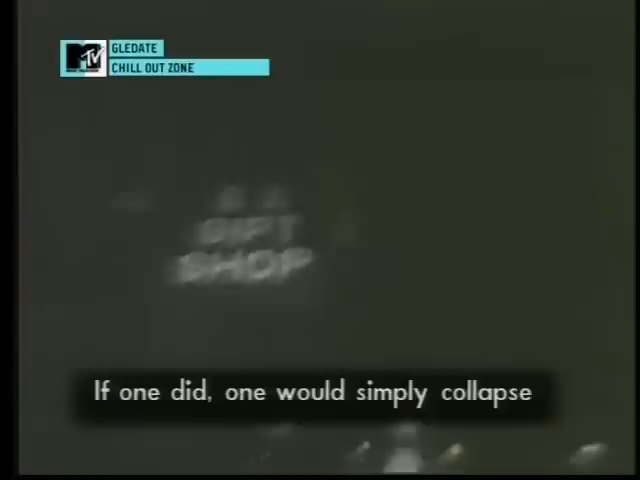 MTV
GLEDATE
CHILL OUT ZONE
GIFT
SHOP
If one did, one would simply collapse